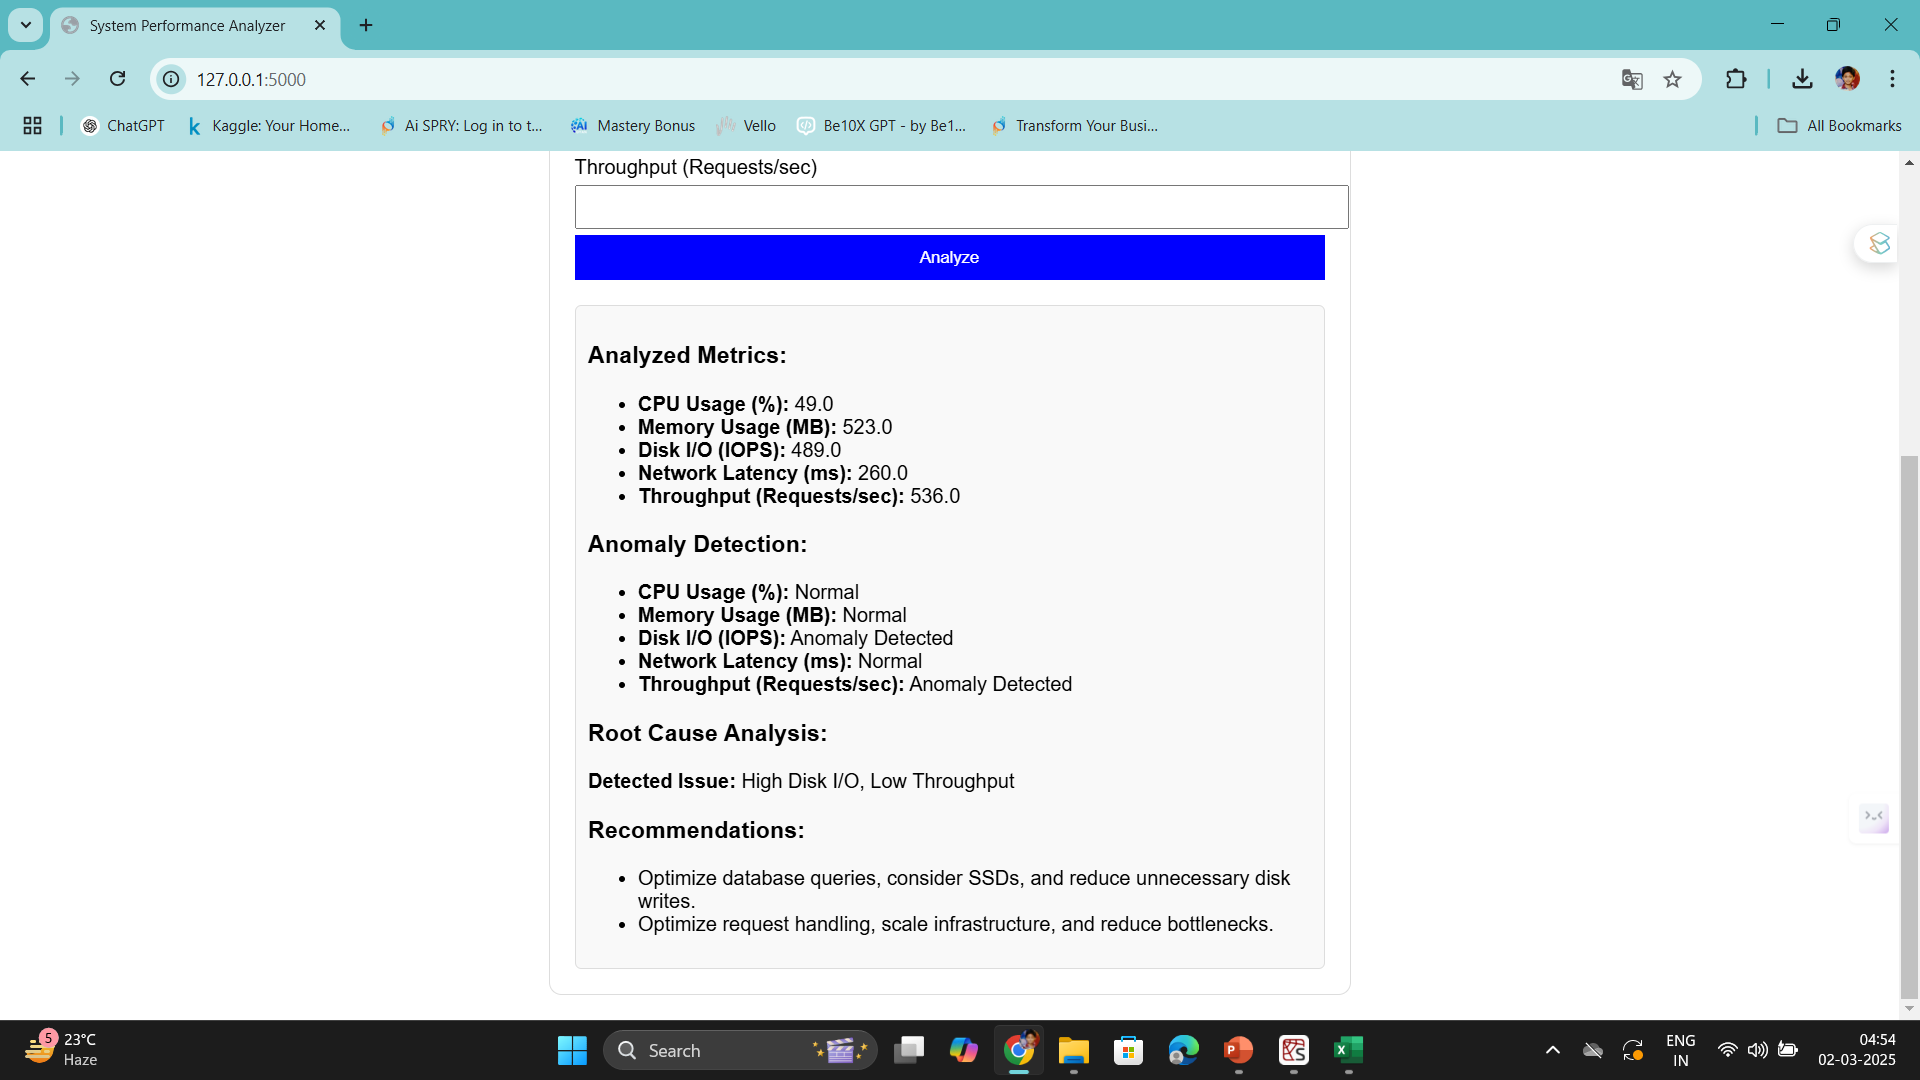 System Performance Analyzer
127.0.0.1:5000
ChatGPT
Kaggle: Your Home...
Ai SPRY: Log in to t...
Mastery Bonus
Vello
Be10X GPT - by Be1...
Transform Your Busi...
All Bookmarks
Throughput (Requests/sec)
Analyze
Analyzed Metrics:
• CPU Usage (%): 49.0
• Memory Usage (MB): 523.0
• Disk I/O (IOPS): 489.0
• Network Latency (ms): 260.0
• Throughput (Requests/sec): 536.0
Anomaly Detection:
• CPU Usage (%): Normal
• Memory Usage (MB): Normal
• Disk I/O (IOPS): Anomaly Detected
• Network Latency (ms): Normal
• Throughput (Requests/sec): Anomaly Detected
Root Cause Analysis:
Detected Issue: High Disk I/O, Low Throughput
Recommendations:
• Optimize database queries, consider SSDs, and reduce unnecessary disk
writes.
• Optimize request handling, scale infrastructure, and reduce bottlenecks.
5
23°C
Haze
Search
ENG
IN
04:54
02-03-2025